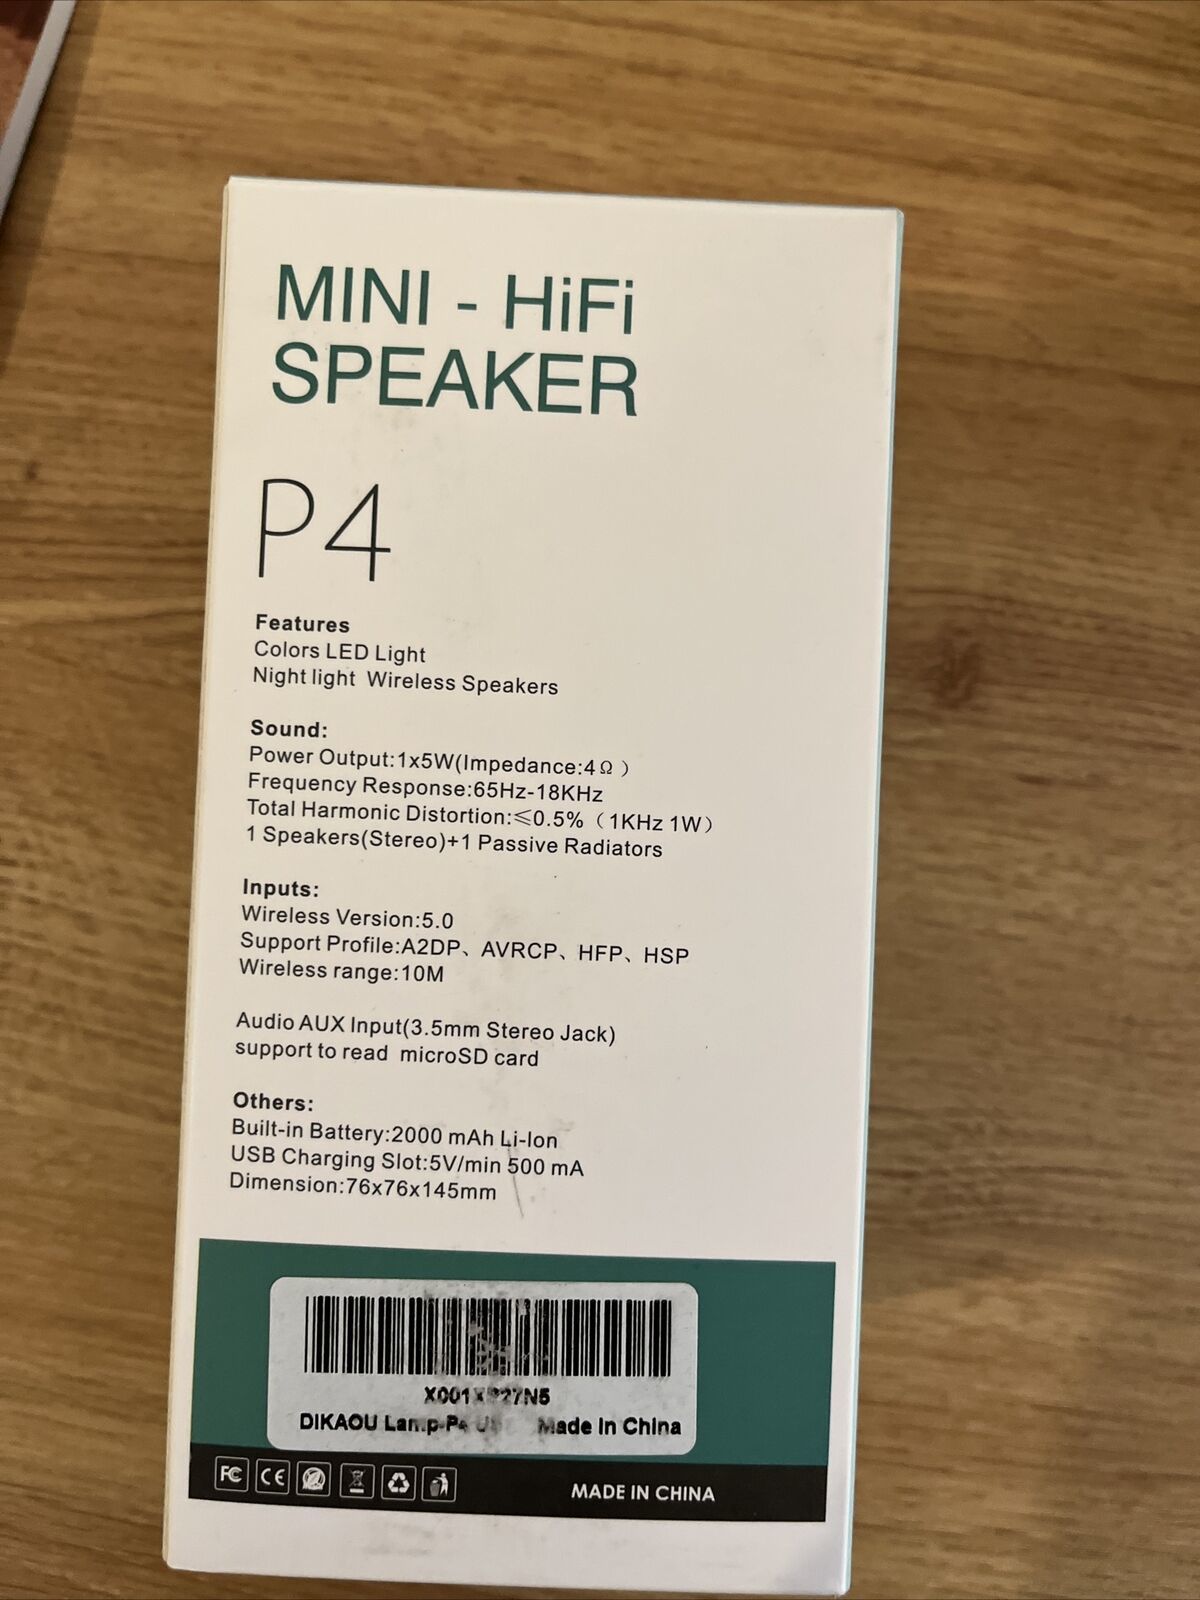 MINI - HiFi
SPEAKER
P4
Features
Colors LED Light
Night light Wireless Speakers
Sound:
Power Output:1x5W(Impedance:4Ω)
Frequency Response:65Hz-18KHz
Total Harmonic Distortion:≤0.5%（1KHz 1W）
1 Speakers(Stereo)+1 Passive Radiators
Inputs:
Wireless Version:5.0
Support Profile:A2DP、AVRCP、HFP、HSP
Wireless range:10M
Audio AUX Input(3.5mm Stereo Jack)
support to read microSD card
Others:
Built-in Battery:2000 mAh Li-Ion
USB Charging Slot:5V/min 500 mA
Dimension:76x76x145mm
DIKAOU Lamp-P4 Made In China
FC CE
MADE IN CHINA